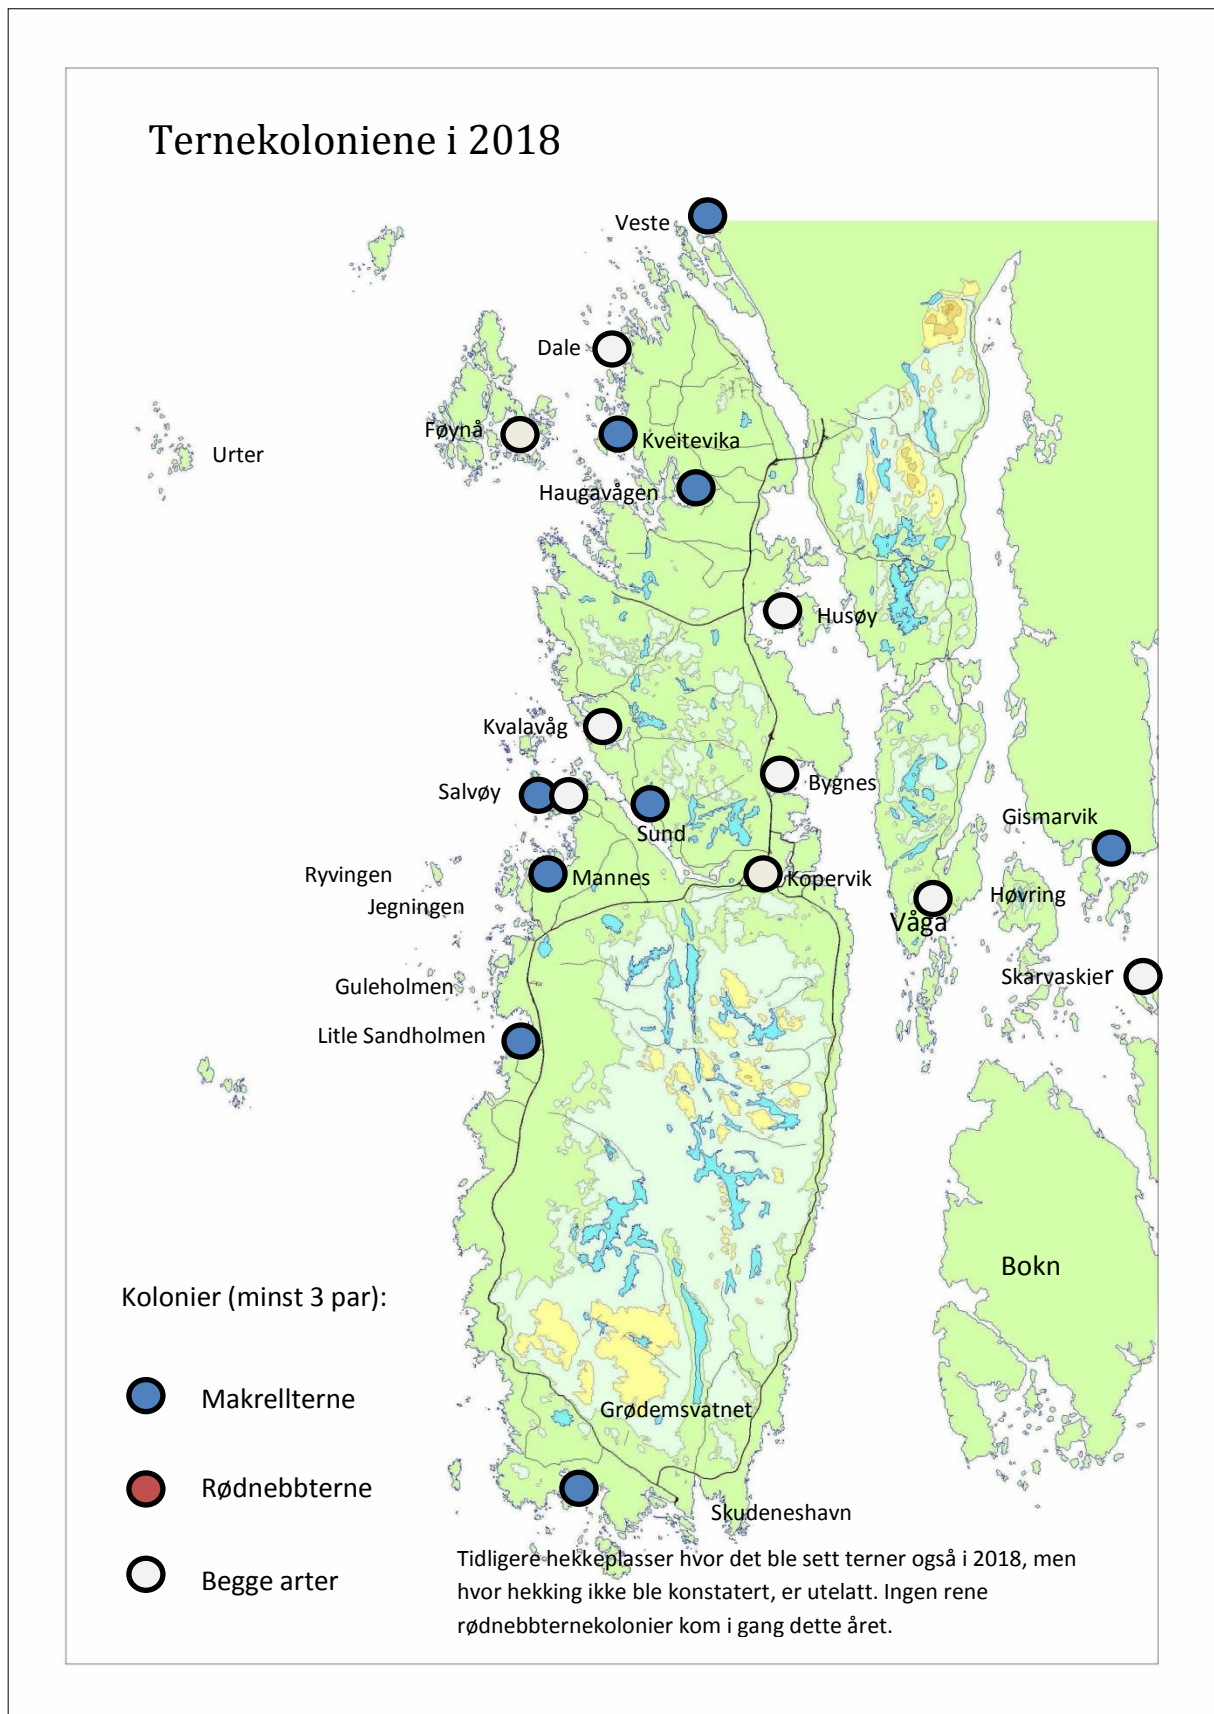 Ternekoloniene i 2018
Veste
Dale
Føynå
Kveitevika
Urter
Haugavågen
Husøy
Kvalavåg
Bygnes
Salvøy
Sund
Gismarvik
Ryvingen
Mannes
Kopervik
Jegningen
Høvring
Våga
Skarvaskjer
Guleholmen
Litle Sandholmen
Bokn
Kolonier (minst 3 par):
Makrellterne
Grødemsvatnet
Rødnebbterne
Skudeneshavn
Begge arter
Tidligere hekkeplasser hvor det ble sett terner også i 2018, men
hvor hekking ikke ble konstatert, er utelatt. Ingen rene
rødnebbternekolonier kom i gang dette året.